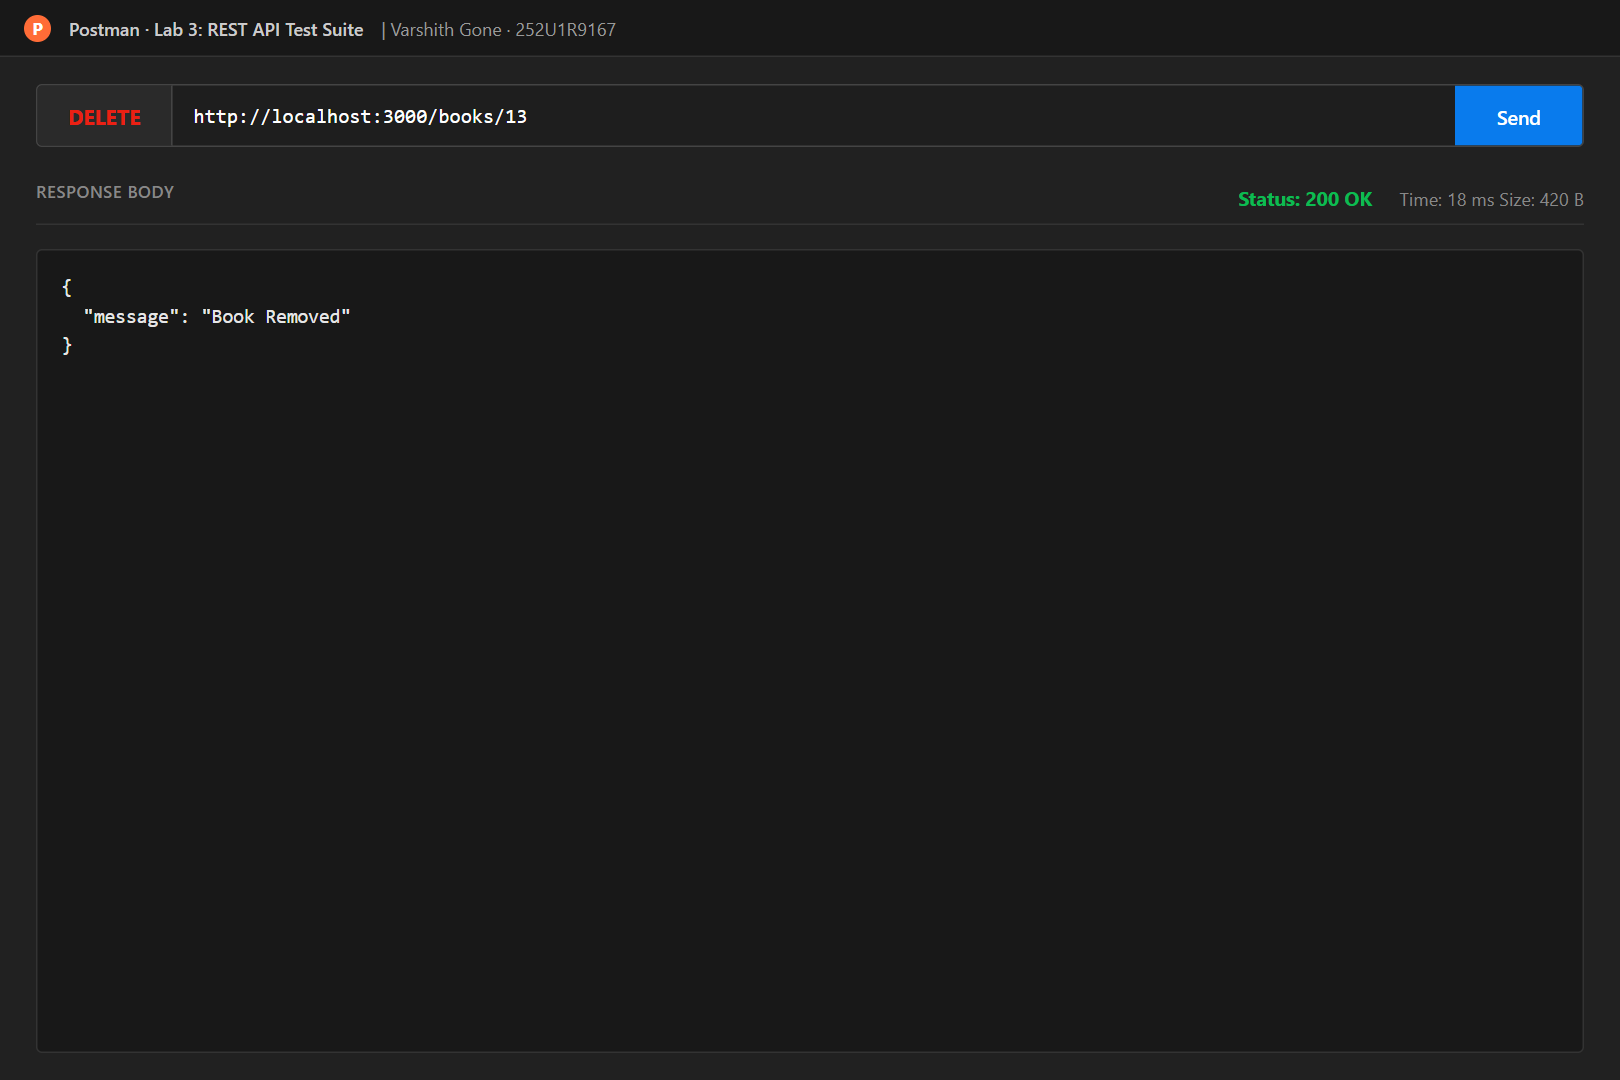 P Postman · Lab 3: REST API Test Suite | Varshith Gone · 252U1R9167
DELETE http://localhost:3000/books/13 Send
RESPONSE BODY Status: 200 OK Time: 18 ms Size: 420 B
{
  "message": "Book Removed"
}